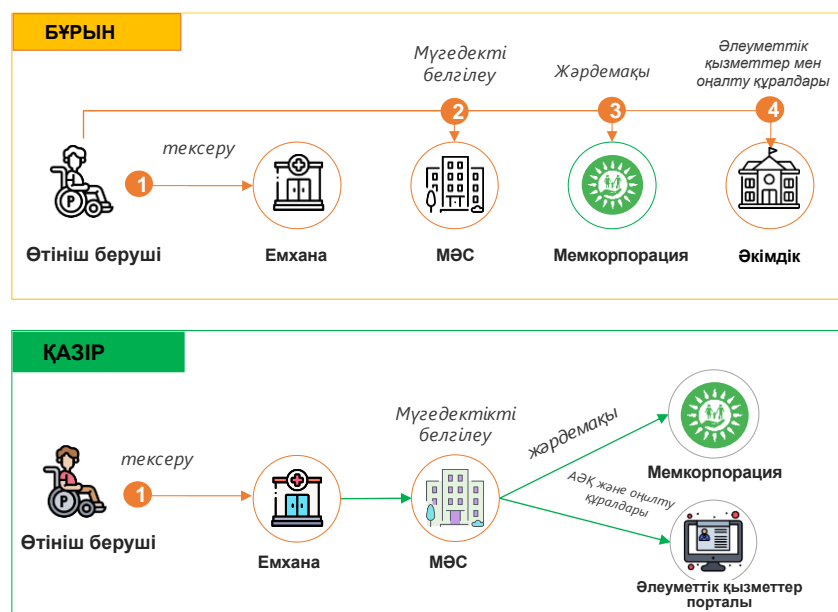 БҰРЫН
Мүгедекті
белгілеу
Жәрдемақы
Әлеуметтік
қызметтер мен
оңалту құралдары
2
3
4
1
тексеру
P
Өтініш беруші
Емхана
МӘС
Мемкорпорация
Әкімдік
ҚАЗІР
Мүгедектікті
белгілеу
жәрдемақы
тексеру
1
P
АӘҚ және оңилту
құралдары
Мемкорпорация
Өтініш беруші
Емхана
МӘС
Әлеуметтік қызметтер
порталы